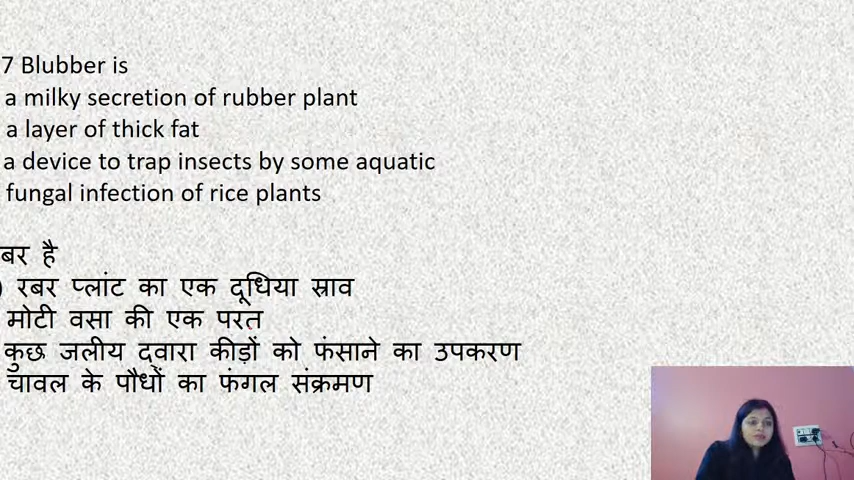 7 Blubber is
a milky secretion of rubber plant
a layer of thick fat
a device to trap insects by some aquatic
fungal infection of rice plants
बर है
) रबर प्लांट का एक दूधिया स्राव
मोटी वसा की एक परत
कुछ जलीय द्वारा कीड़ों को फंसाने का उपकरण
चावल के पौधों का फंगल संक्रमण